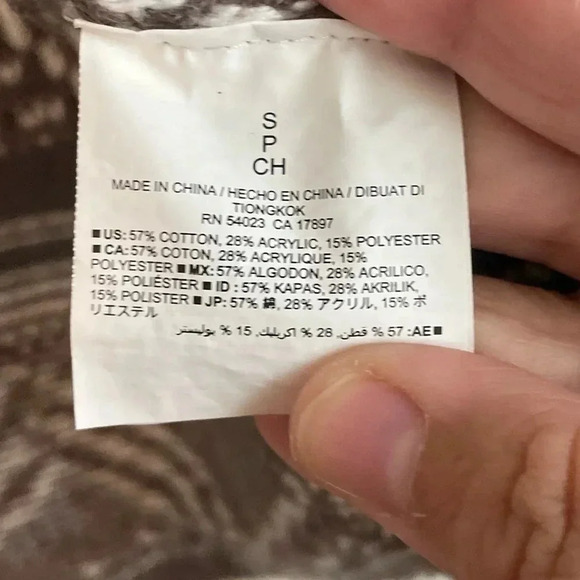 S
P
CH
MADE IN CHINA / HECHO EN CHINA / DIBUAT DI
TIONGKOK
RN 54023 CA 17897
■ US: 57% COTTON, 28% ACRYLIC, 15% POLYESTER
■ CA: 57% COTON, 28% ACRYLIQUE, 15%
POLYESTER ■ MX: 57% ALGODON, 28% ACRILICO,
15% POLIÉSTER ■ ID : 57% KAPAS, 28% AKRILIK,
15% POLISTER ■ JP: 57% 綿, 28% アクリル, 15% ポ
リエステル
■ AE: 57 % قطن, 28 % اكريليك, 15 % بوليستر